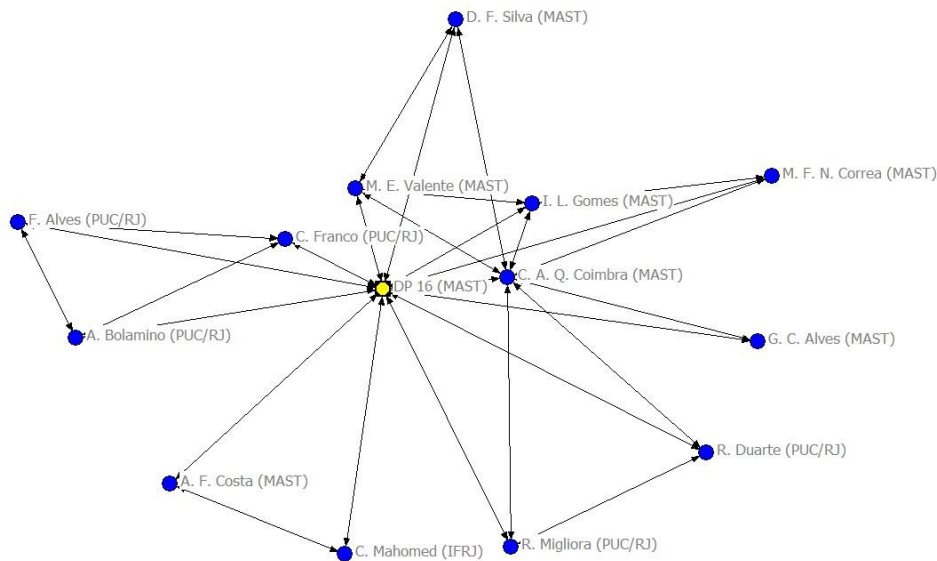 D. F. Silva (MAST)
M. E. Valente (MAST)
M. F. N. Correa (MAST)
I. L. Gomes (MAST)
F. Alves (PUC/RJ)
C. Franco (PUC/RJ)
C. A. Q. Coimbra (MAST)
DP 16 (MAST)
A. Bolamino (PUC/RJ)
G. C. Alves (MAST)
R. Duarte (PUC/RJ)
A. F. Costa (MAST)
R. Migliora (PUC/RJ)
C. Mahomed (IFRJ)